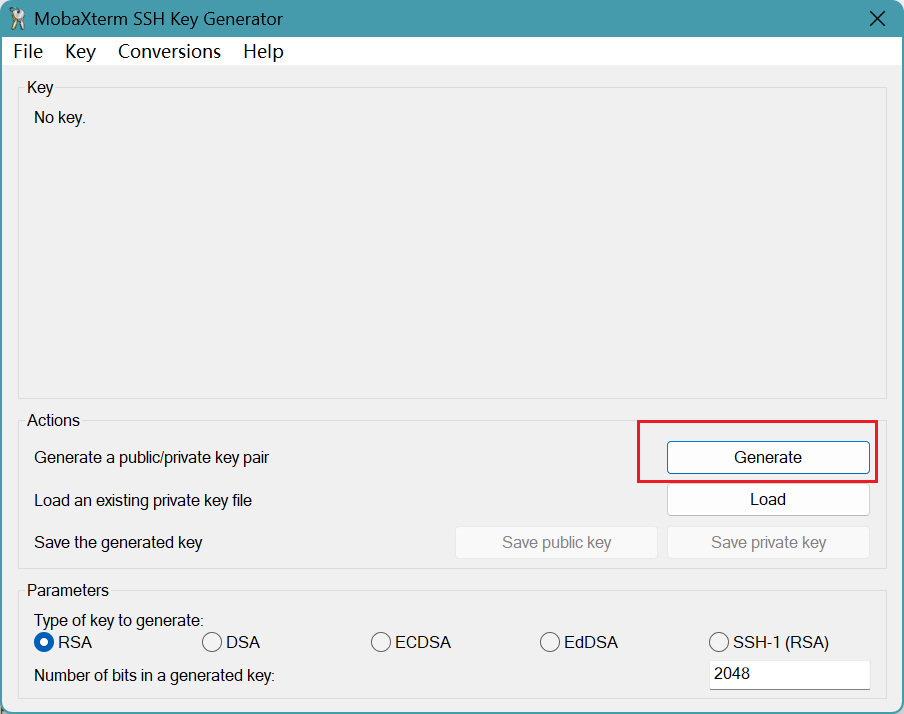 MobaXterm SSH Key Generator
File Key Conversions Help
Key
No key.
Actions
Generate a public/private key pair Generate
Load an existing private key file Load
Save the generated key Save public key Save private key
Parameters
Type of key to generate:
RSA DSA ECDSA EdDSA SSH-1 (RSA)
Number of bits in a generated key: 2048